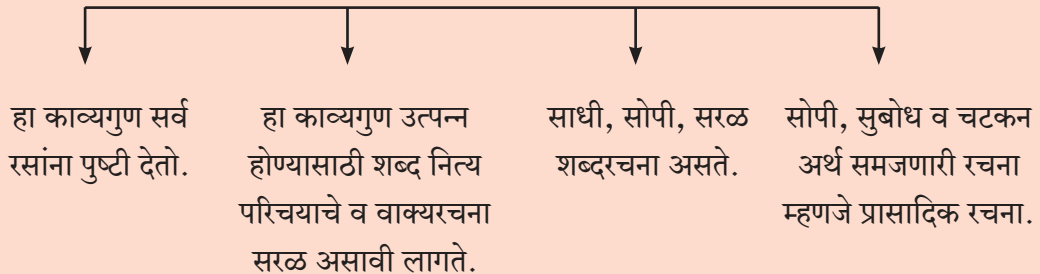 हा काव्यगुण सर्व
रसांना पुष्टी देतो.
हा काव्यगुण उत्पन्न
होण्यासाठी शब्द नित्य
परिचयाचे व वाक्यरचना
सरळ असावी लागते.
साधी, सोपी, सरळ
शब्दरचना असते.
सोपी, सुबोध व चटकन
अर्थ समजणारी रचना
म्हणजे प्रासादिक रचना.